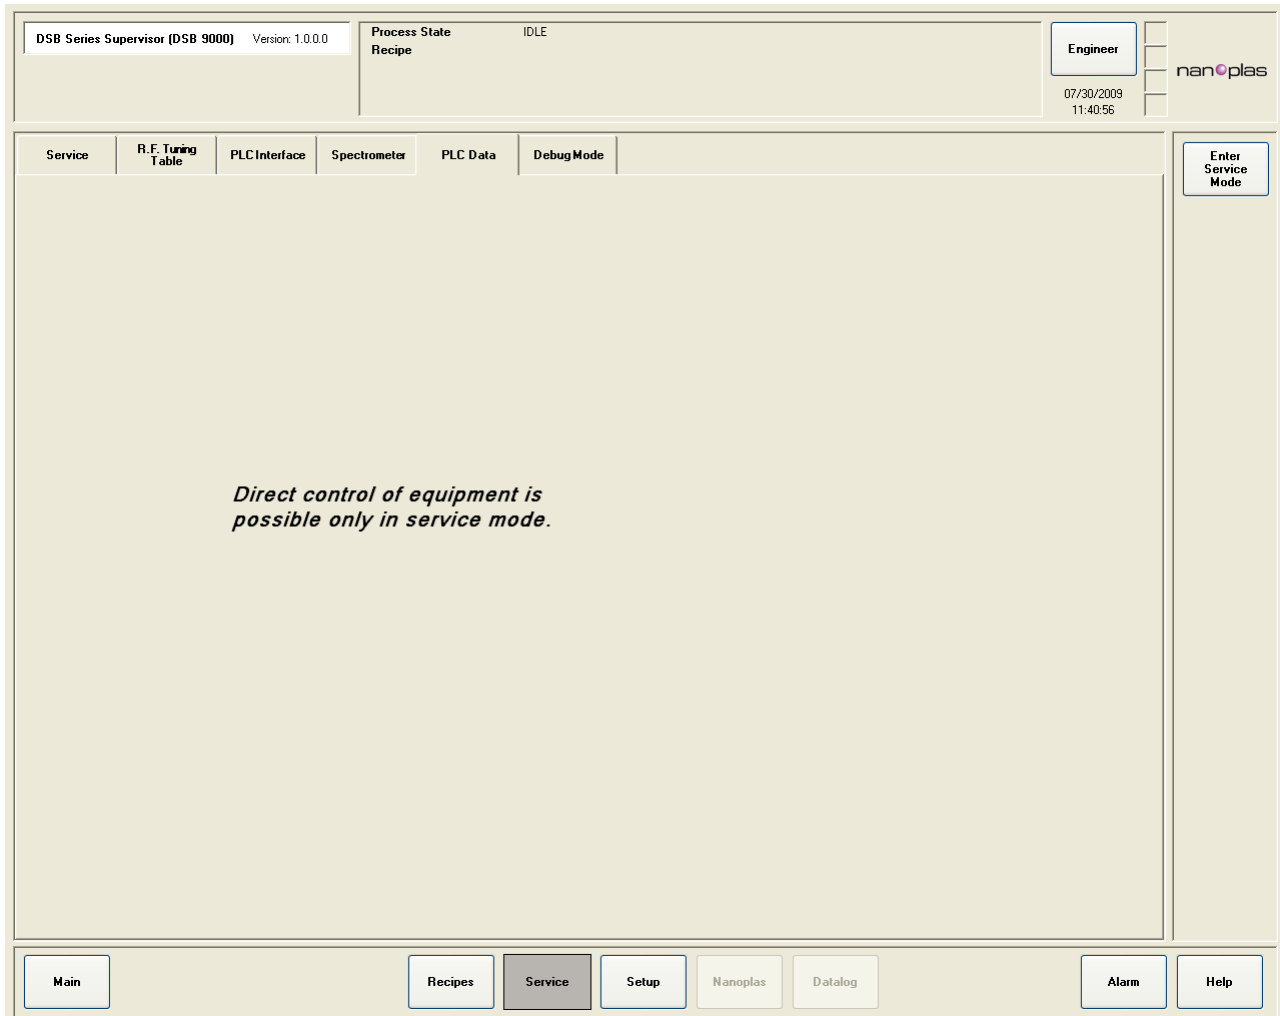 DSB Series Supervisor (DSB 9000) Version: 1.0.0.0
Process State IDLE
Recipe
Engineer
07/30/2009
11:40:56
nanoplas
Service
R.F. Tuning
Table
PLC Interface
Spectrometer
PLC Data
Debug Mode
Enter
Service
Mode
Direct control of equipment is
possible only in service mode.
Main
Recipes
Service
Setup
Nanoplas
Datalog
Alarm
Help